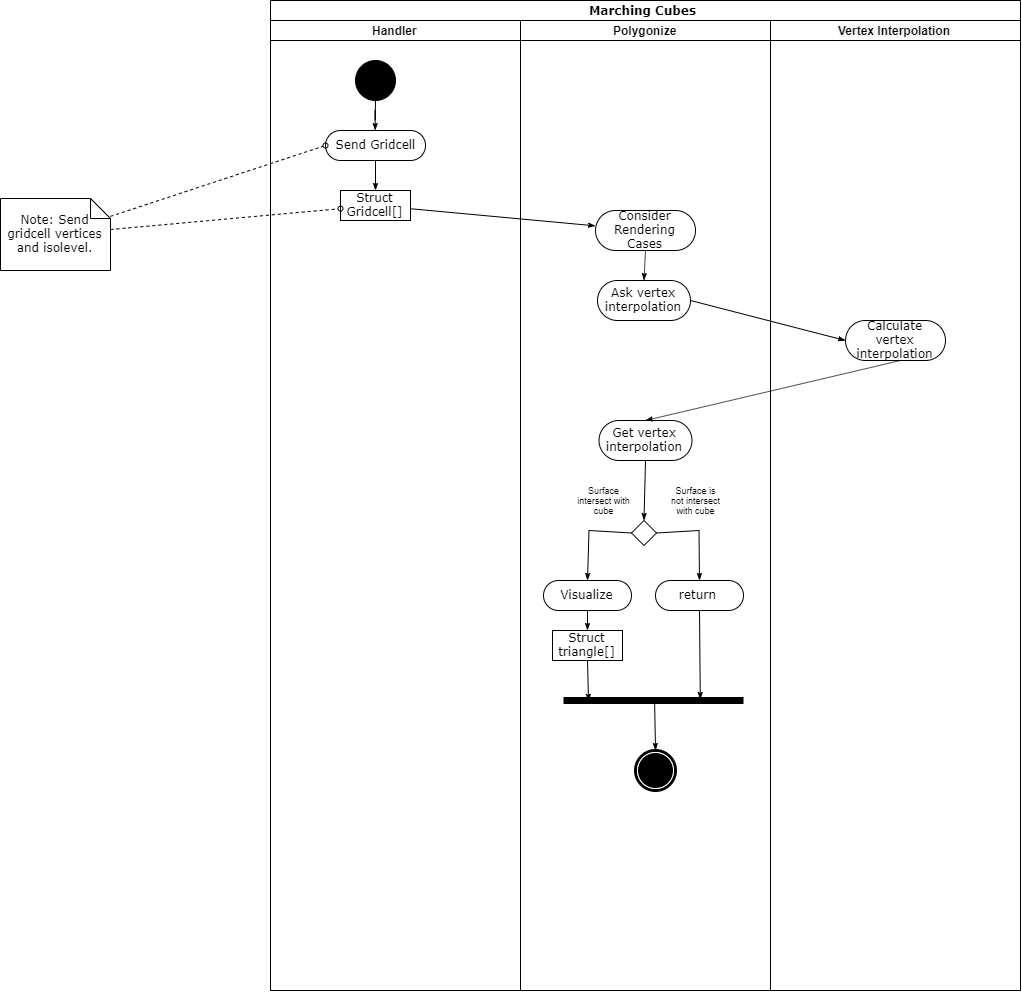 Marching Cubes
Handler
Polygonize
Vertex Interpolation
Send Gridcell
Struct
Gridcell[]
Note: Send
gridcell vertices
and isolevel.
Consider
Rendering
Cases
Ask vertex
interpolation
Calculate
vertex
interpolation
Get vertex
interpolation
Surface
intersect with
cube
Surface is
not intersect
with cube
Visualize
return
Struct
triangle[]